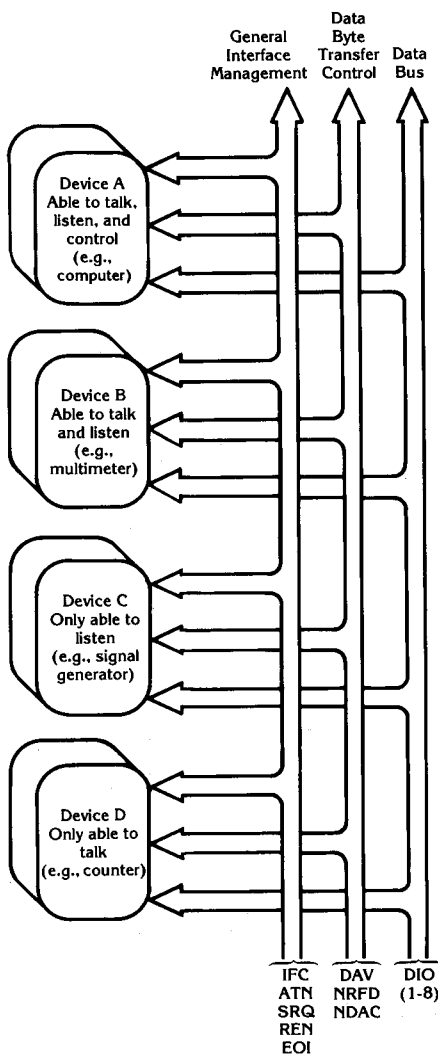 General
Interface
Management
Data
Byte
Transfer
Control
Data
Bus
Device A
Able to talk,
listen, and
control
(e.g.,
computer)
Device B
Able to talk
and listen
(e.g.,
multimeter)
Device C
Only able to
listen
(e.g., signal
generator)
Device D
Only able to
talk
(e.g., counter)
IFC
ATN
SRQ
REN
EOI
DAV
NRFD
NDAC
DIO
(1-8)